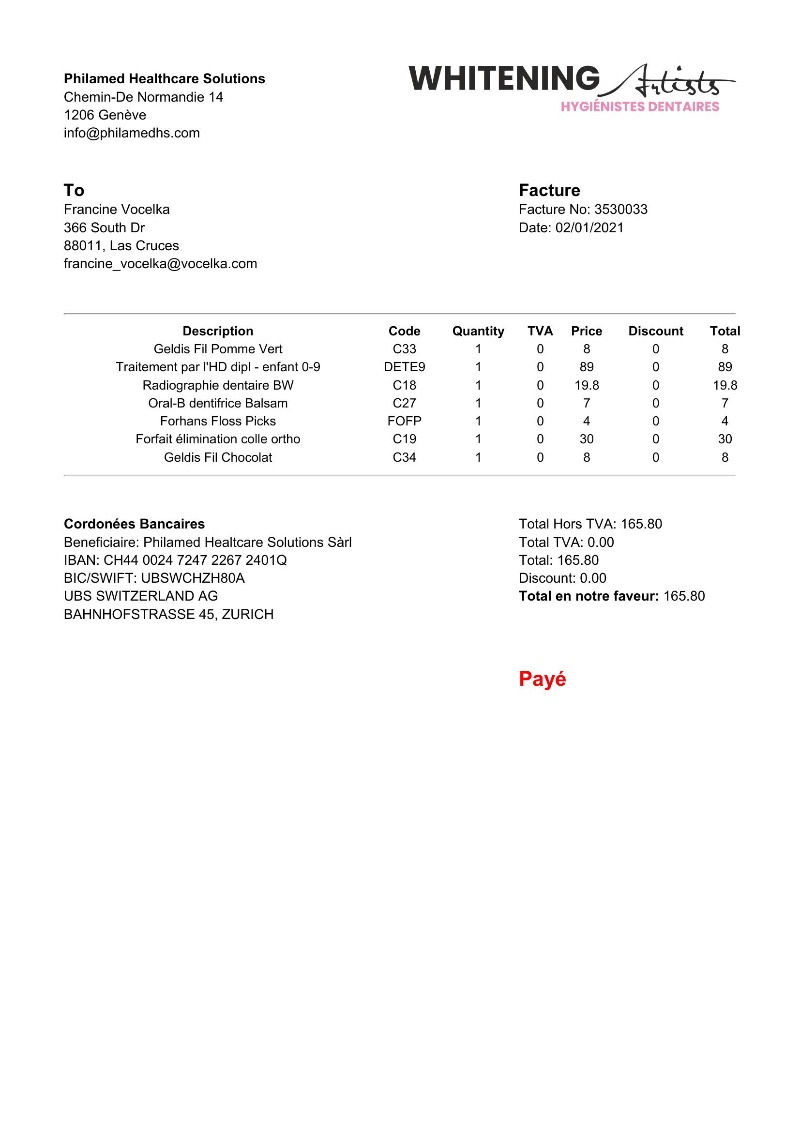 Philamed Healthcare Solutions
Chemin-De Normandie 14
1206 Genève
info@philamedhs.com
WHITENING Artists
HYGIÉNISTES DENTAIRES
To
Francine Vocelka
366 South Dr
88011, Las Cruces
francine_vocelka@vocelka.com
Facture
Facture No: 3530033
Date: 02/01/2021
Description Code Quantity TVA Price Discount Total
Geldis Fil Pomme Vert C33 1 0 8 0 8
Traitement par l'HD dipl - enfant 0-9 DETE9 1 0 89 0 89
Radiographie dentaire BW C18 1 0 19.8 0 19.8
Oral-B dentifrice Balsam C27 1 0 7 0 7
Forhans Floss Picks FOFP 1 0 4 0 4
Forfait élimination colle ortho C19 1 0 30 0 30
Geldis Fil Chocolat C34 1 0 8 0 8
Cordonées Bancaires
Beneficiaire: Philamed Healtcare Solutions Sàrl
IBAN: CH44 0024 7247 2267 2401Q
BIC/SWIFT: UBSWCHZH80A
UBS SWITZERLAND AG
BAHNHOFSTRASSE 45, ZURICH
Total Hors TVA: 165.80
Total TVA: 0.00
Total: 165.80
Discount: 0.00
Total en notre faveur: 165.80
Payé